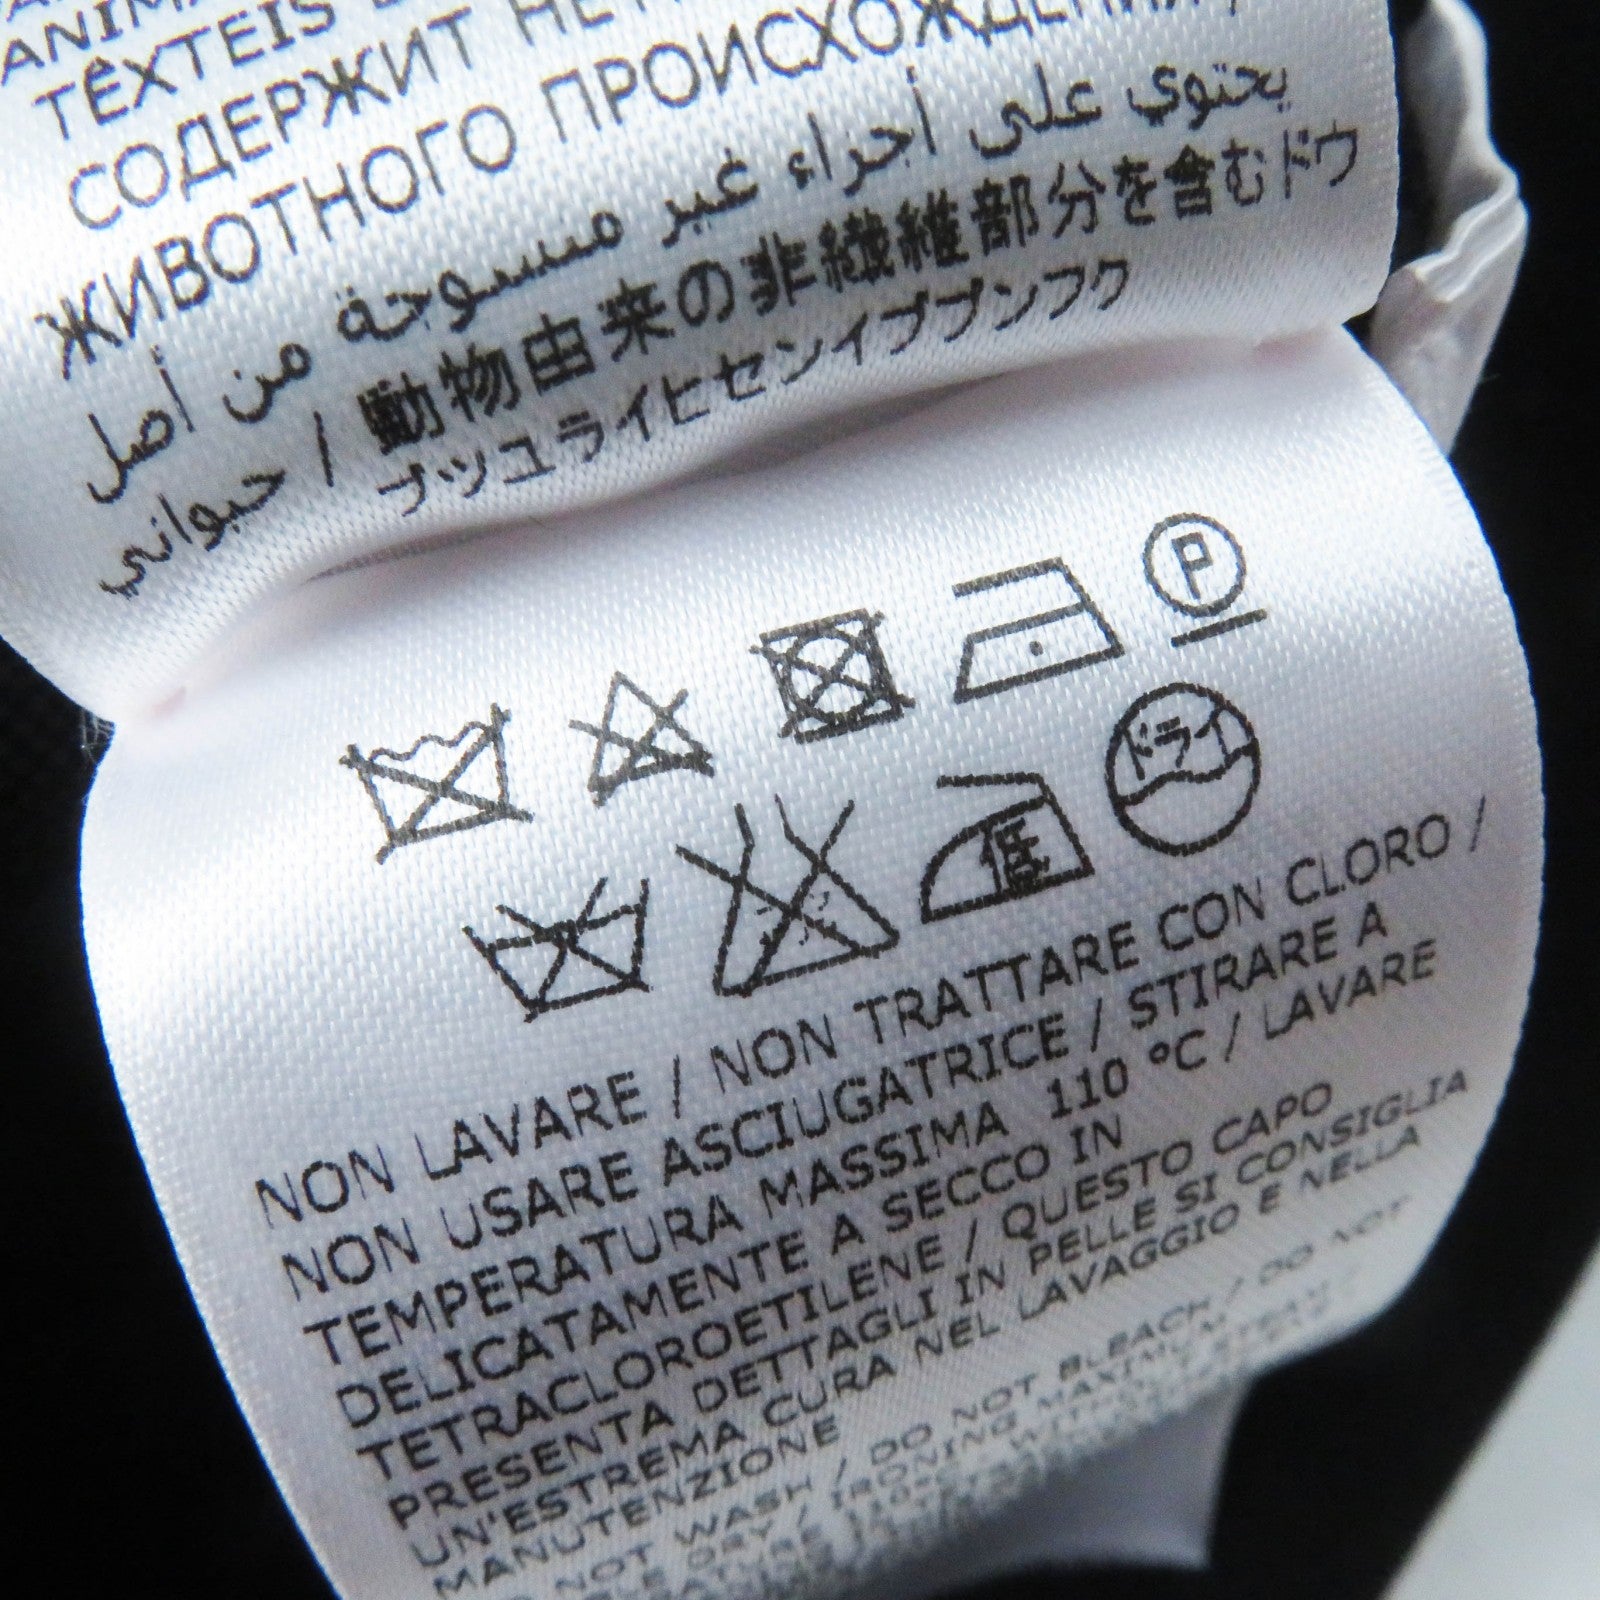 TÊXTEIS
СОДЕРЖИТ
ЖИВОТНОГО ПРОИСХОЖДЕНИЯ /
يحتوي على أجزاء غير منسوجة من أصل
حيواني / 動物由来の非繊維部分を含むドウ
ブツユライヒセンイブブンフク
P
ドライ
低
NON LAVARE / NON TRATTARE CON CLORO /
NON USARE ASCIUGATRICE / STIRARE A
TEMPERATURA MASSIMA 110 °C / LAVARE
DELICATAMENTE A SECCO IN
TETRACLOROETILENE / QUESTO CAPO
PRESENTA DETTAGLI IN PELLE SI CONSIGLIA
UN'ESTREMA CURA NEL LAVAGGIO E NELLA
MANUTENZIONE
DO NOT WASH / DO NOT BLEACH / DO NOT
DRY / IRONING MAXIMUM